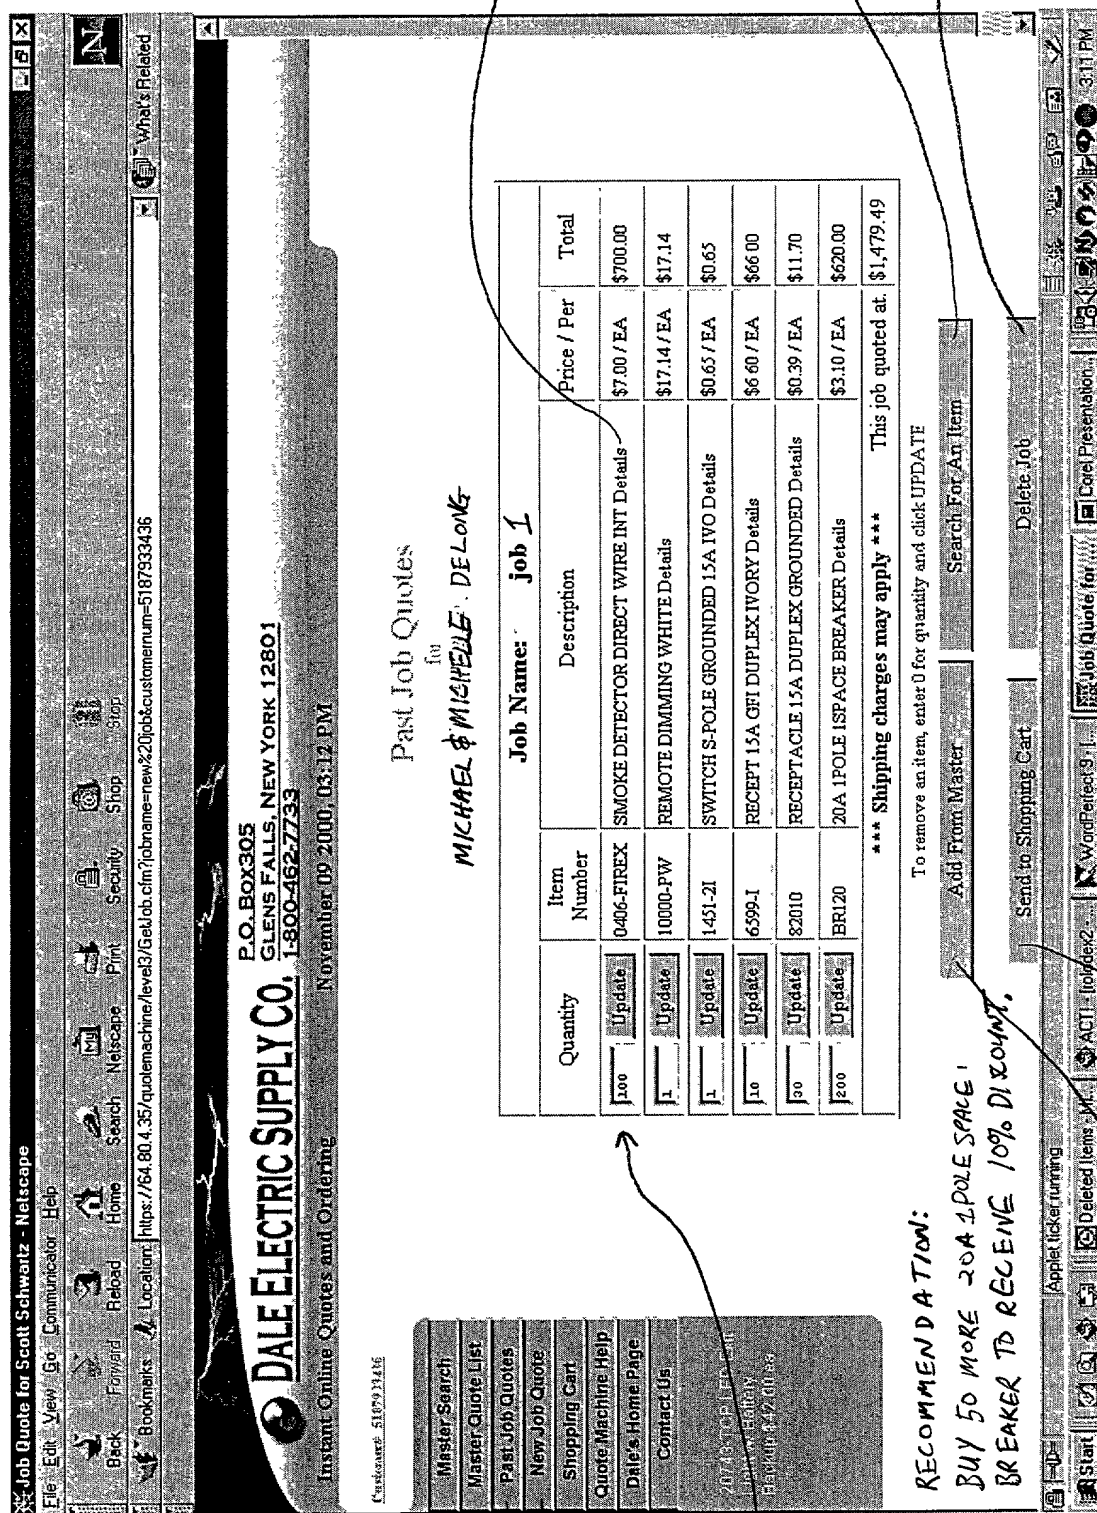 Job Quote for Scott Schwartz - Netscape
File Edit View Go Communicator Help
Back Forward Reload Home Search Netscape Print Security Shop Stop
Bookmarks Location: https://64.80.4.35/quotemachine/level3/GetJob.cfm?jobname=new%20job&customernum=5187933436 What's Related
DALE ELECTRIC SUPPLY CO.
P.O. BOX305
GLENS FALLS, NEW YORK 12801
1-800-462-7733
Instant Online Quotes and Ordering November 09 2000, 03:12 PM
Customer# 5187933436
Master Search
Master Quote List
Past Job Quotes
New Job Quote
Shopping Cart
Quote Machine Help
Dale's Home Page
Contact Us
Past Job Quotes
for
MICHAEL & MICHELLE DELONG
Job Name: job 1
Quantity Item Number Description Price / Per Total
100 Update 0406-FIREX SMOKE DETECTOR DIRECT WIRE INT Details $7.00 / EA $700.00
1 Update 10000-PW REMOTE DIMMING WHITE Details $17.14 / EA $17.14
1 Update 1451-2I SWITCH S-POLE GROUNDED 15A IVO Details $0.65 / EA $0.65
10 Update 6599-I RECEPT 15A GFI DUPLEX IVORY Details $6 60 / EA $66 00
30 Update 82010 RECEPTACLE 15A DUPLEX GROUNDED Details $0.39 / EA $11.70
200 Update BR120 20A 1POLE 1SPACE BREAKER Details $3.10 / EA $620.00
*** Shipping charges may apply *** This job quoted at. $1,479.49
To remove an item, enter 0 for quantity and click UPDATE
Add From Master Search For An Item
Send to Shopping Cart Delete Job
RECOMMENDATION:
BUY 50 MORE 20A 1POLE SPACE
BREAKER TO RECEIVE 10% DISCOUNT.
Applet ticker running
Start Deleted Items - ACT! - [rolodex2 - ... WordPerfect 9 - [... Job Quote for Corel Presentation... 3:11 PM